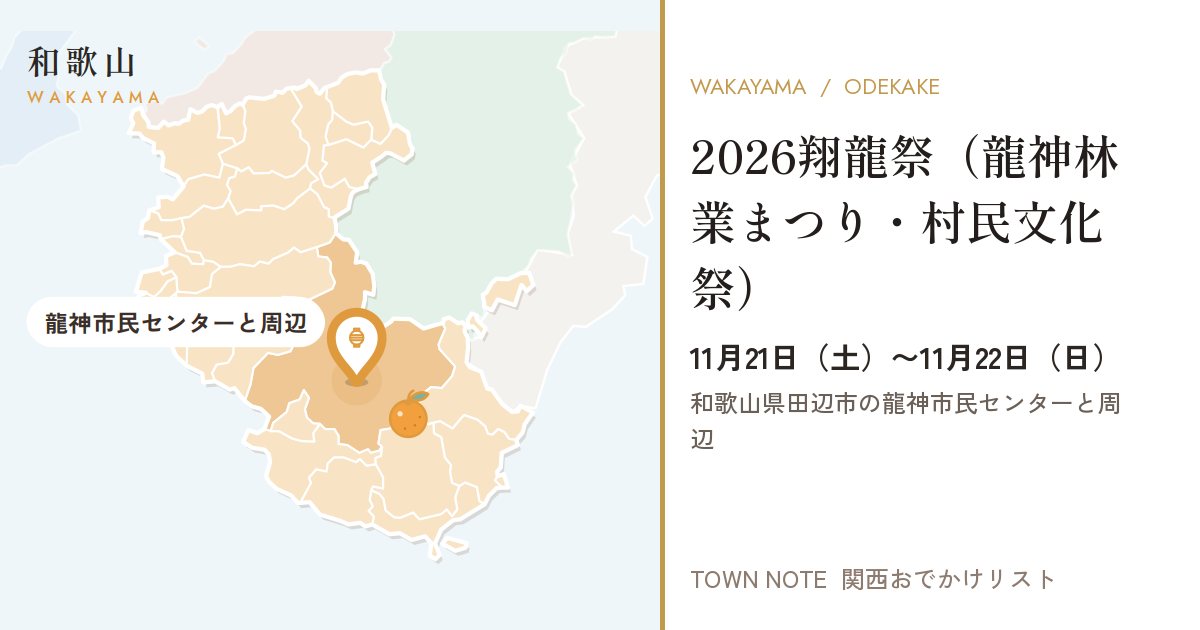 和歌山
WAKAYAMA
龍神市民センターと周辺
WAKAYAMA / ODEKAKE
2026翔龍祭（龍神林
業まつり・村民文化
祭）
11月21日（土）〜11月22日（日）
和歌山県田辺市の龍神市民センターと周
辺
TOWN NOTE 関西おでかけリスト